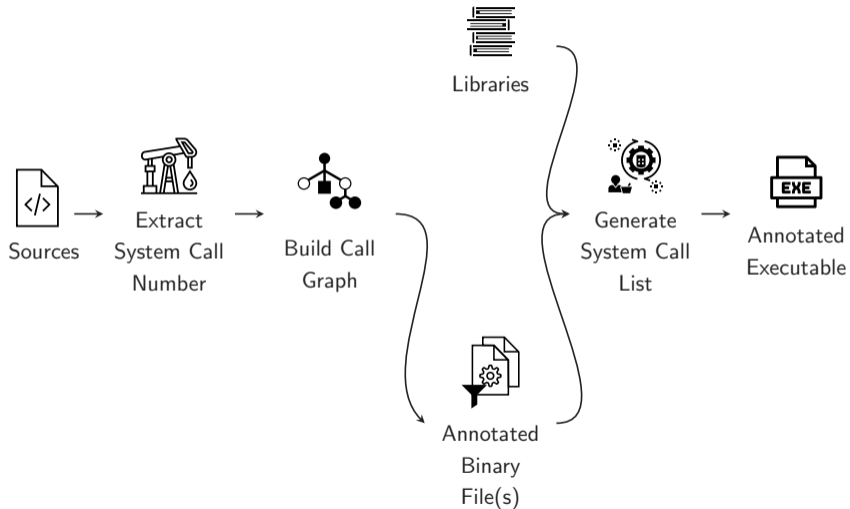 Libraries
</>
Sources
Extract
System Call
Number
Build Call
Graph
Annotated
Binary
File(s)
Generate
System Call
List
EXE
Annotated
Executable